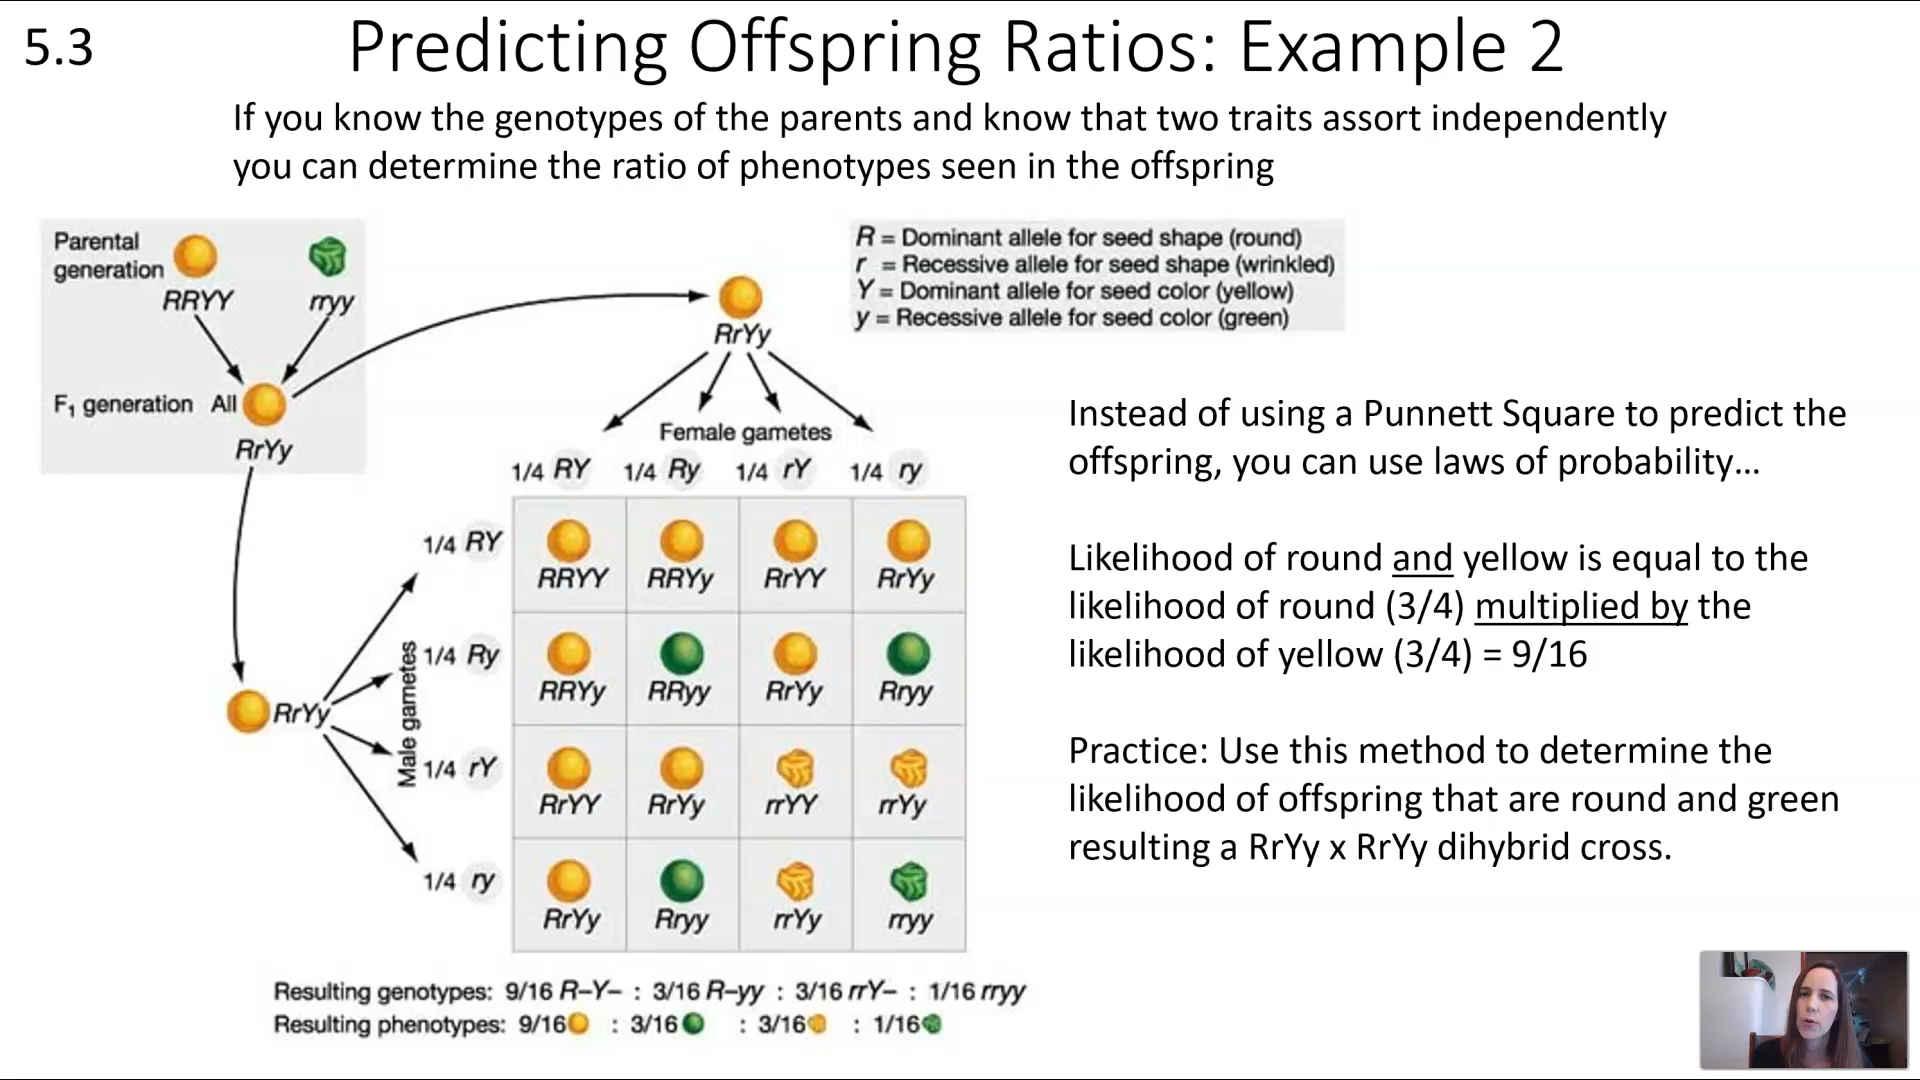 5.3
Predicting Offspring Ratios: Example 2
If you know the genotypes of the parents and know that two traits assort independently
you can determine the ratio of phenotypes seen in the offspring
Parental
generation
RRYY
rryy
F₁ generation All
RrYy
RrYy
R = Dominant allele for seed shape (round)
r = Recessive allele for seed shape (wrinkled)
Y = Dominant allele for seed color (yellow)
y = Recessive allele for seed color (green)
Female gametes
1/4 RY 1/4 Ry 1/4 rY 1/4 ry
RrYy
Male gametes
1/4 RY
RRYY RRYy RrYY RrYy
1/4 Ry
RRYy RRyy RrYy Rryy
1/4 rY
RrYY RrYy rrYY rrYy
1/4 ry
RrYy Rryy rrYy rryy
Resulting genotypes: 9/16 R–Y– : 3/16 R–yy : 3/16 rrY– : 1/16 rryy
Resulting phenotypes: 9/16 : 3/16 : 3/16 : 1/16
Instead of using a Punnett Square to predict the
offspring, you can use laws of probability...
Likelihood of round and yellow is equal to the
likelihood of round (3/4) multiplied by the
likelihood of yellow (3/4) = 9/16
Practice: Use this method to determine the
likelihood of offspring that are round and green
resulting a RrYy x RrYy dihybrid cross.